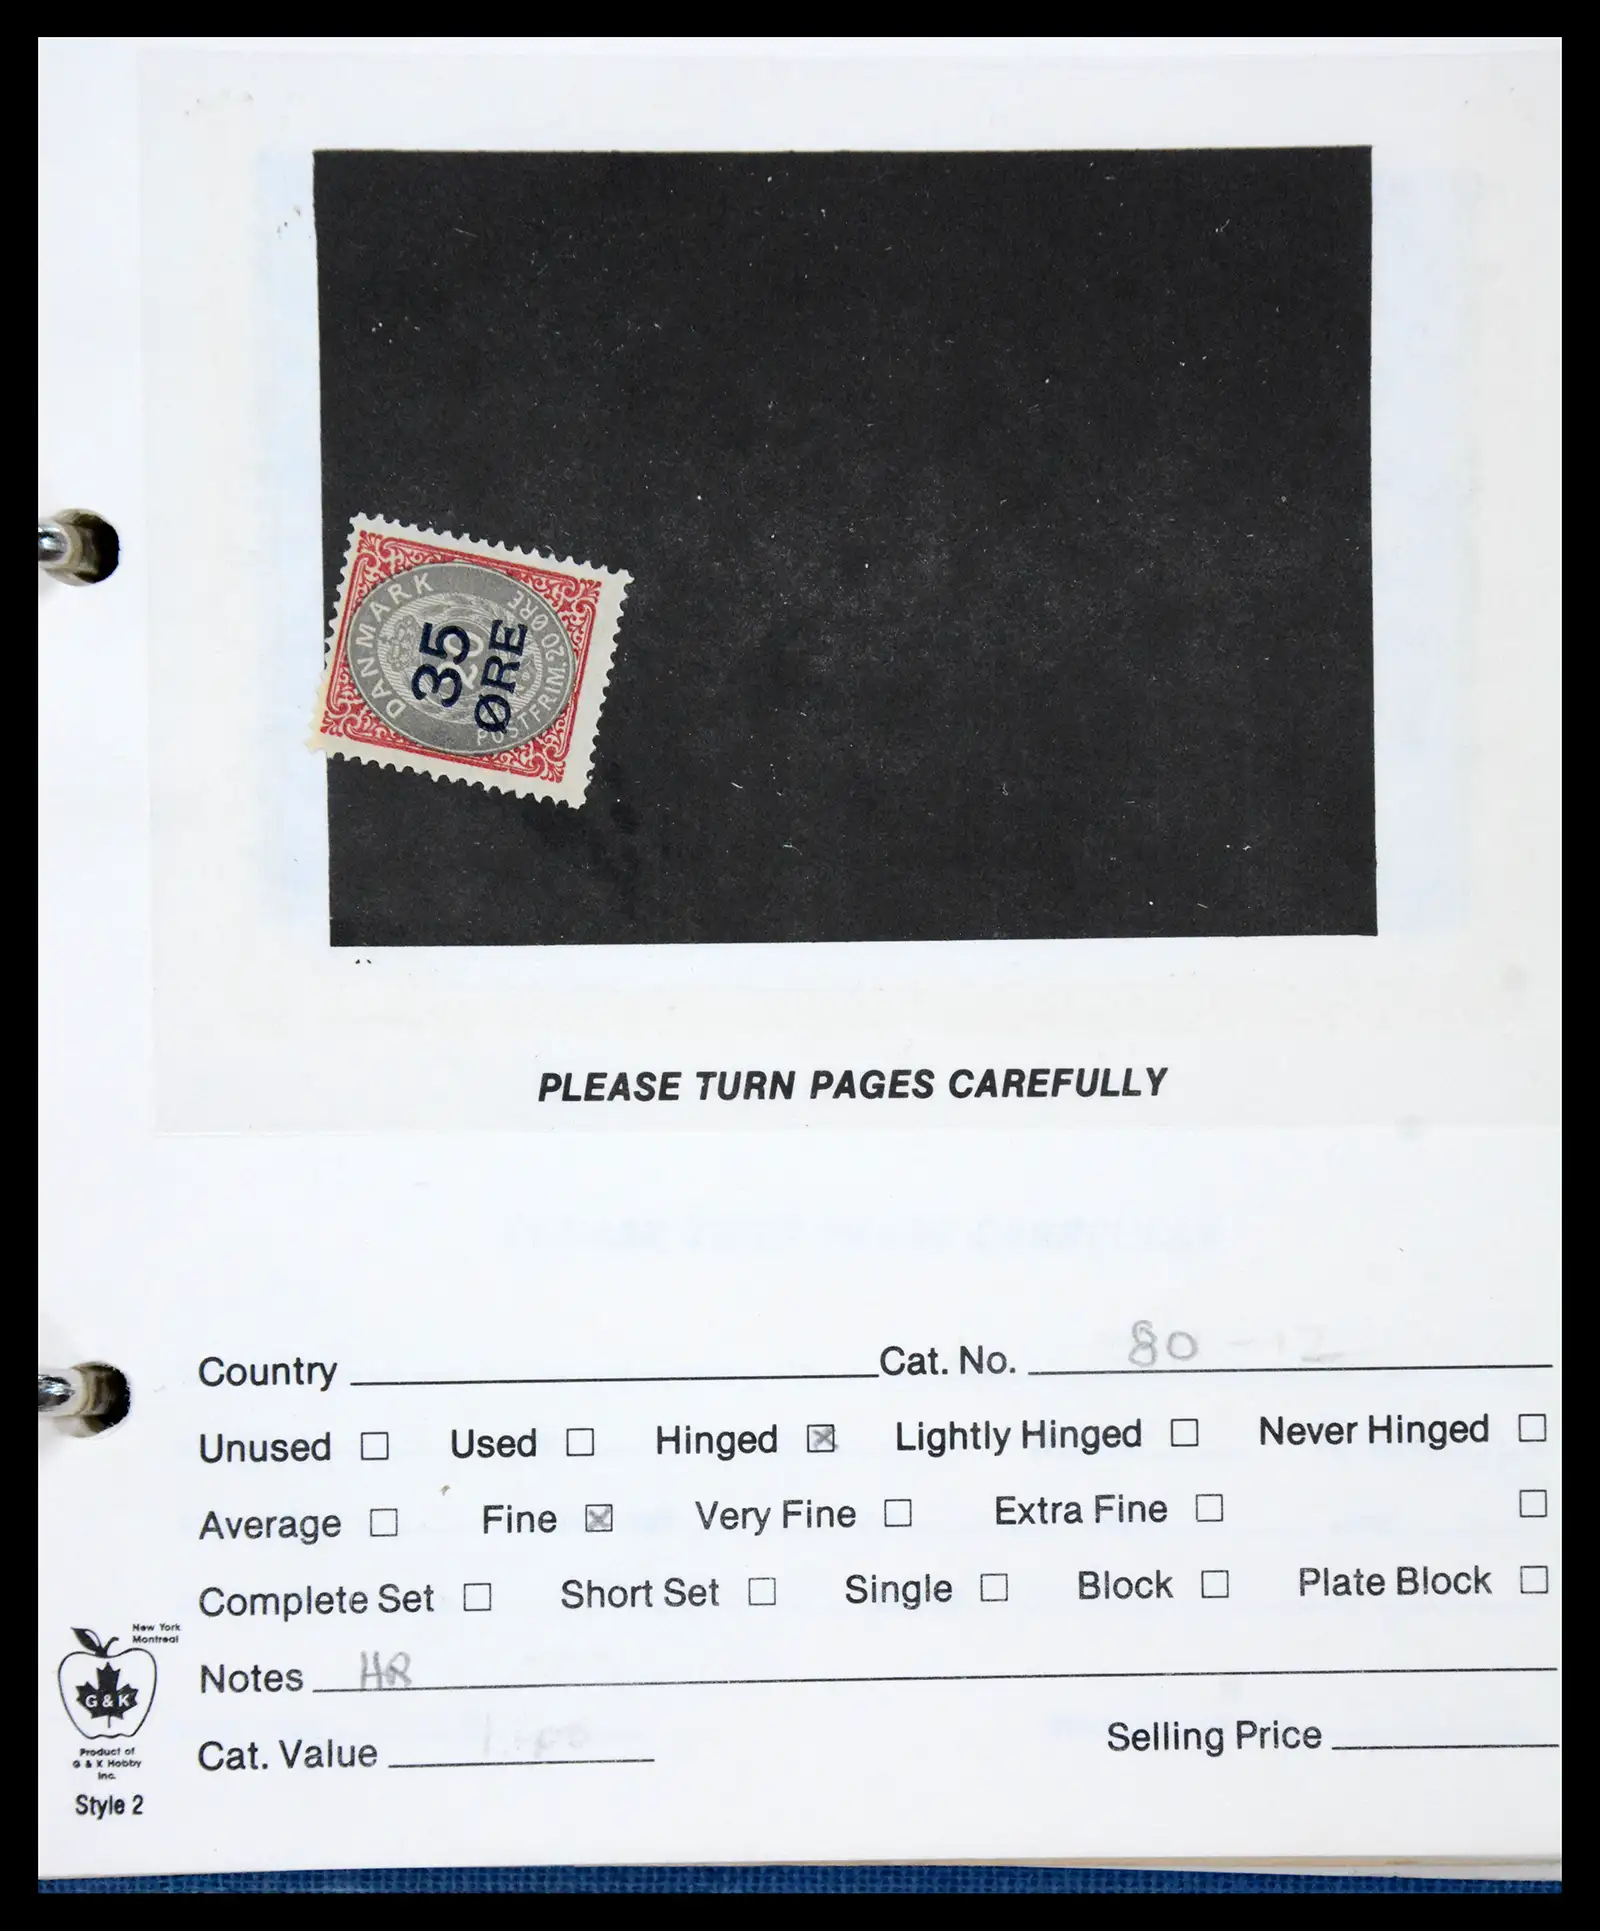 DANMARK
POSTFRIM. 20 ØRE
35
ØRE
PLEASE TURN PAGES CAREFULLY
Country Cat. No. 80
Unused Used Hinged Lightly Hinged Never Hinged
Average Fine Very Fine Extra Fine
Complete Set Short Set Single Block Plate Block
New York
Montreal
G & K
Notes HR
Product of
G & K Hobby
Inc.
Cat. Value Selling Price
Style 2